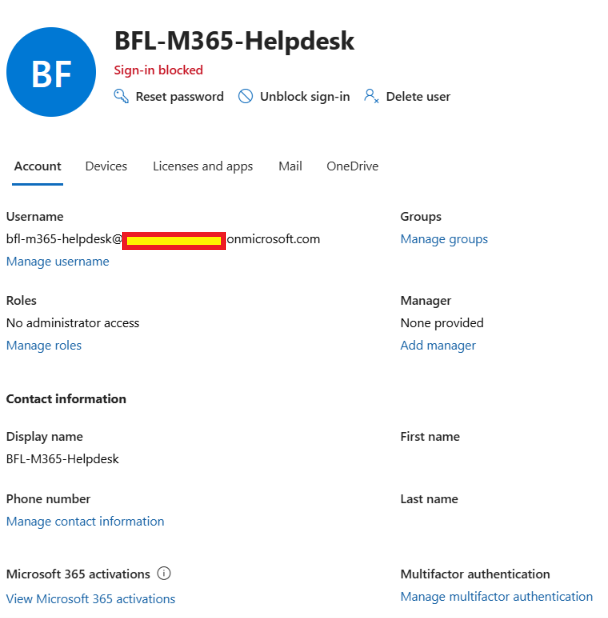 BF
BFL-M365-Helpdesk
Sign-in blocked
Reset password Unblock sign-in Delete user
Account Devices Licenses and apps Mail OneDrive
Username
bfl-m365-helpdesk@ onmicrosoft.com
Manage username
Groups
Manage groups
Roles
No administrator access
Manage roles
Manager
None provided
Add manager
Contact information
Display name
BFL-M365-Helpdesk
First name
Phone number
Manage contact information
Last name
Microsoft 365 activations
View Microsoft 365 activations
Multifactor authentication
Manage multifactor authentication